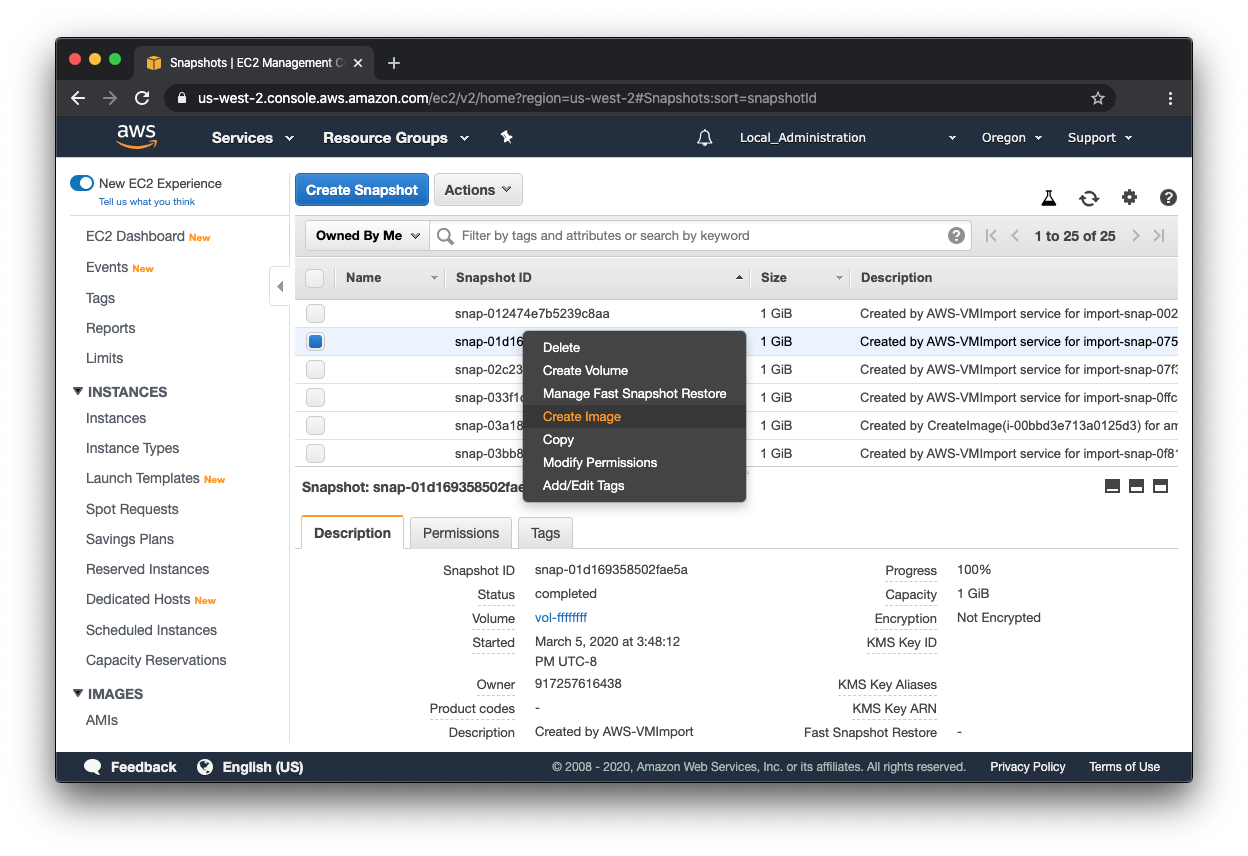 Snapshots | EC2 Management C
us-west-2.console.aws.amazon.com/ec2/v2/home?region=us-west-2#Snapshots:sort=snapshotId
aws Services Resource Groups Local_Administration Oregon Support
New EC2 Experience
Tell us what you think
EC2 Dashboard New
Events New
Tags
Reports
Limits
INSTANCES
Instances
Instance Types
Launch Templates New
Spot Requests
Savings Plans
Reserved Instances
Dedicated Hosts New
Scheduled Instances
Capacity Reservations
IMAGES
AMIs
Create Snapshot Actions
Owned By Me Filter by tags and attributes or search by keyword 1 to 25 of 25
Name Snapshot ID Size Description
snap-012474e7b5239c8aa 1 GiB Created by AWS-VMImport service for import-snap-002
snap-01d16 1 GiB Created by AWS-VMImport service for import-snap-075
snap-02c23 1 GiB Created by AWS-VMImport service for import-snap-07f3
snap-033f1 1 GiB Created by AWS-VMImport service for import-snap-0ffc
snap-03a18 1 GiB Created by CreateImage(i-00bbd3e713a0125d3) for am
snap-03bb8 1 GiB Created by AWS-VMImport service for import-snap-0f81
Delete
Create Volume
Manage Fast Snapshot Restore
Create Image
Copy
Modify Permissions
Add/Edit Tags
Snapshot: snap-01d169358502fae
Description Permissions Tags
Snapshot ID snap-01d169358502fae5a
Status completed
Volume vol-ffffffff
Started March 5, 2020 at 3:48:12
PM UTC-8
Owner 917257616438
Product codes -
Description Created by AWS-VMImport
Progress 100%
Capacity 1 GiB
Encryption Not Encrypted
KMS Key ID
KMS Key Aliases
KMS Key ARN
Fast Snapshot Restore -
Feedback English (US) © 2008 - 2020, Amazon Web Services, Inc. or its affiliates. All rights reserved. Privacy Policy Terms of Use